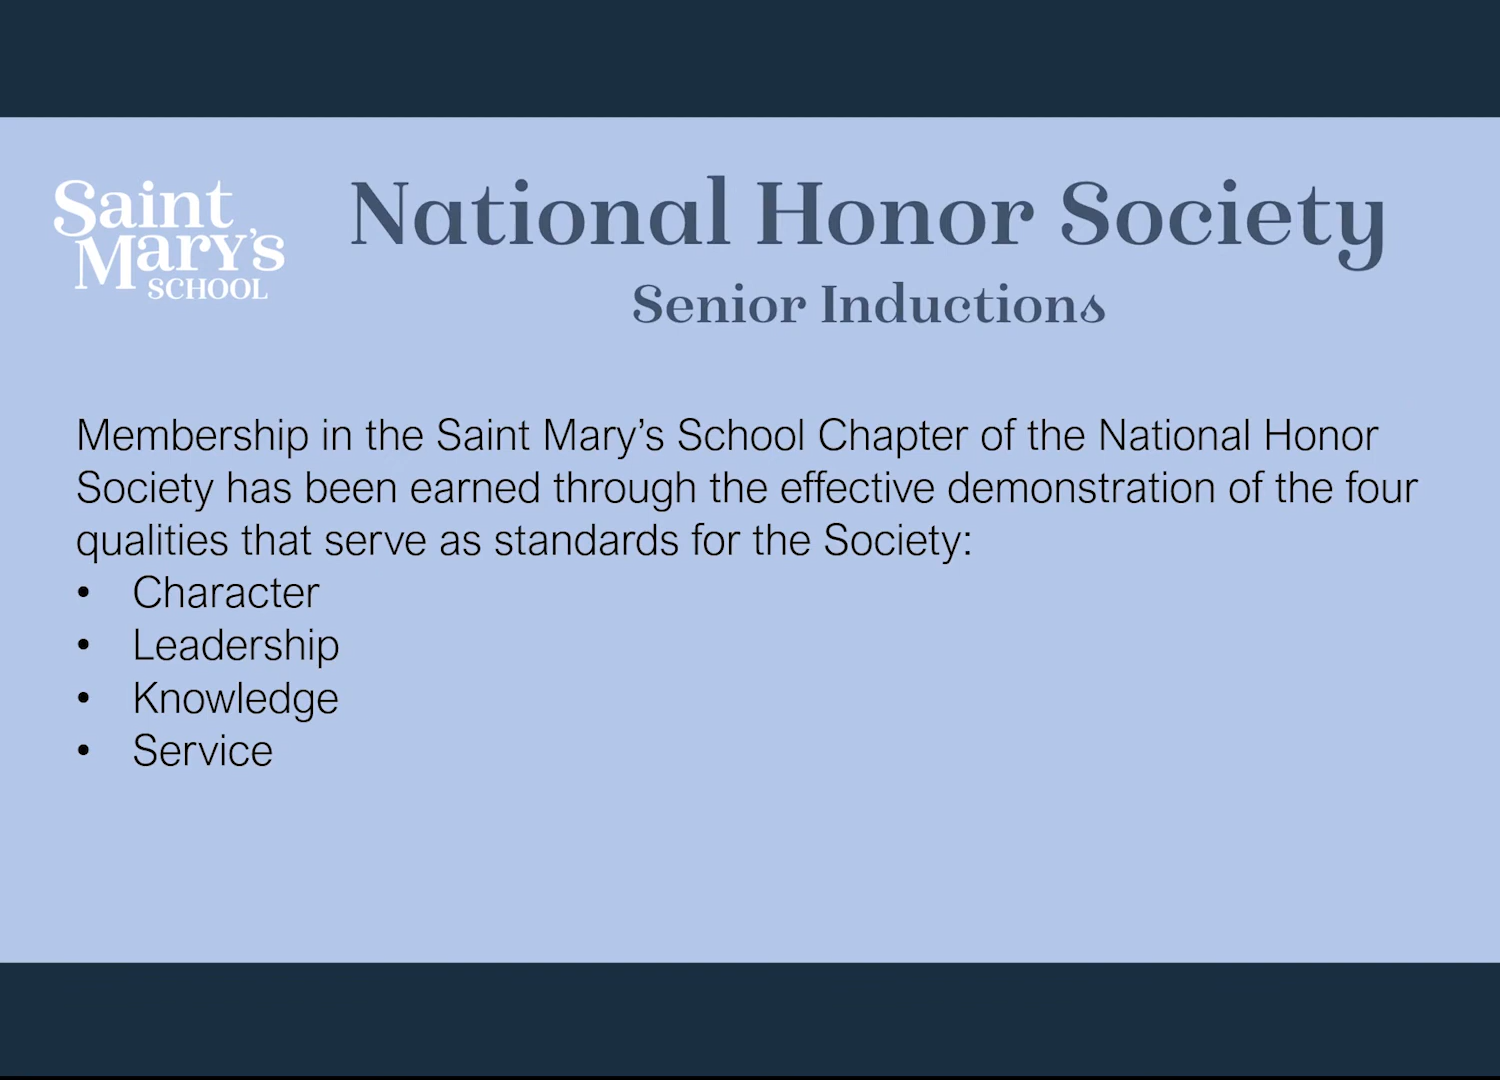 Saint
Mary's
SCHOOL
National Honor Society
Senior Inductions
Membership in the Saint Mary’s School Chapter of the National Honor
Society has been earned through the effective demonstration of the four
qualities that serve as standards for the Society:
• Character
• Leadership
• Knowledge
• Service